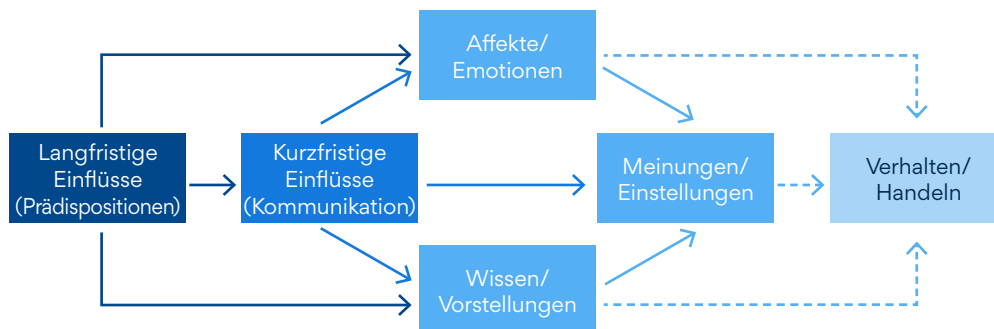 Affekte/
Emotionen
Langfristige
Einflüsse
(Prädispositionen)
Kurzfristige
Einflüsse
(Kommunikation)
Meinungen/
Einstellungen
Verhalten/
Handeln
Wissen/
Vorstellungen